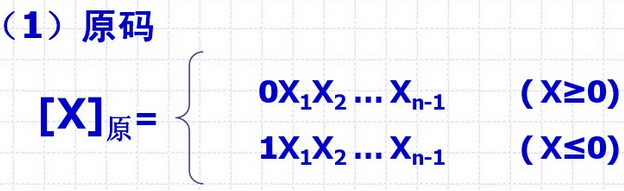 （1）原码
0X₁X₂ … Xₙ₋₁ ( X≥0)
[X]原=
1X₁X₂ … Xₙ₋₁ ( X≤0)